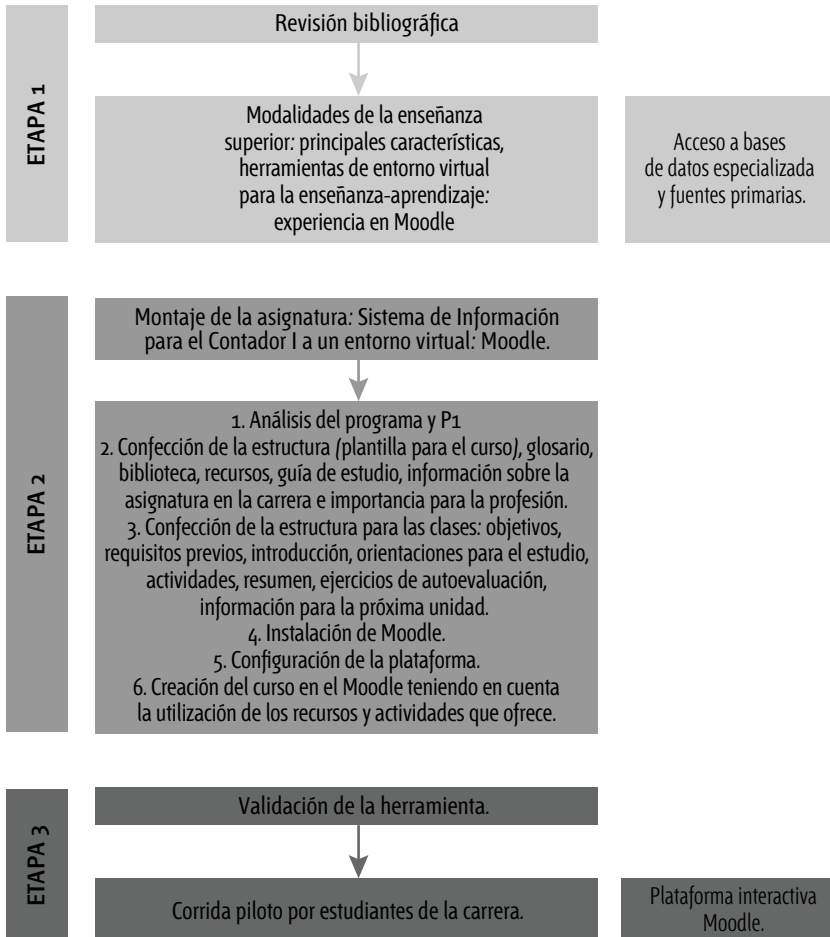 ETAPA 1
Revisión bibliográfica
Modalidades de la enseñanza
superior: principales características,
herramientas de entorno virtual
para la enseñanza-aprendizaje:
experiencia en Moodle
Acceso a bases
de datos especializada
y fuentes primarias.
ETAPA 2
Montaje de la asignatura: Sistema de Información
para el Contador I a un entorno virtual: Moodle.
1. Análisis del programa y P1
2. Confección de la estructura (plantilla para el curso), glosario,
biblioteca, recursos, guía de estudio, información sobre la
asignatura en la carrera e importancia para la profesión.
3. Confección de la estructura para las clases: objetivos,
requisitos previos, introducción, orientaciones para el estudio,
actividades, resumen, ejercicios de autoevaluación,
información para la próxima unidad.
4. Instalación de Moodle.
5. Configuración de la plataforma.
6. Creación del curso en el Moodle teniendo en cuenta
la utilización de los recursos y actividades que ofrece.
ETAPA 3
Validación de la herramienta.
Corrida piloto por estudiantes de la carrera.
Plataforma interactiva
Moodle.